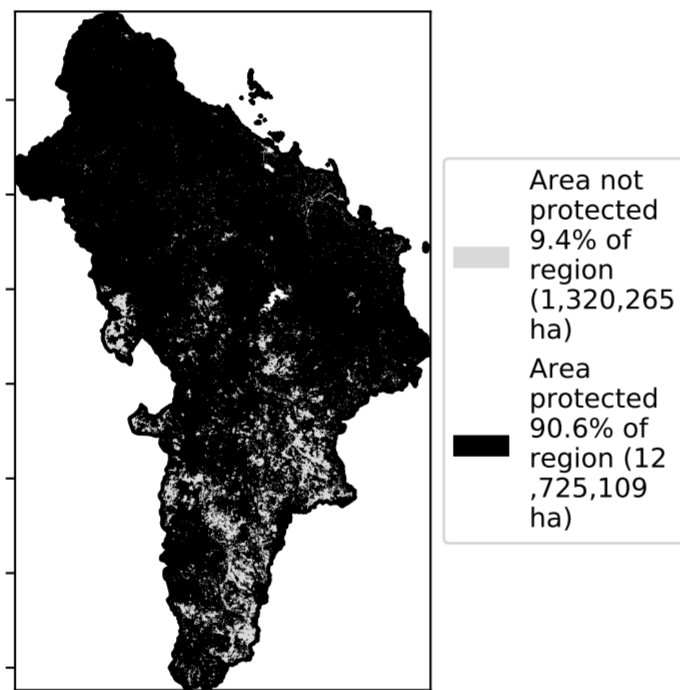 Area not
protected
9.4% of
region
(1,320,265
ha)
Area
protected
90.6% of
region (12
,725,109
ha)